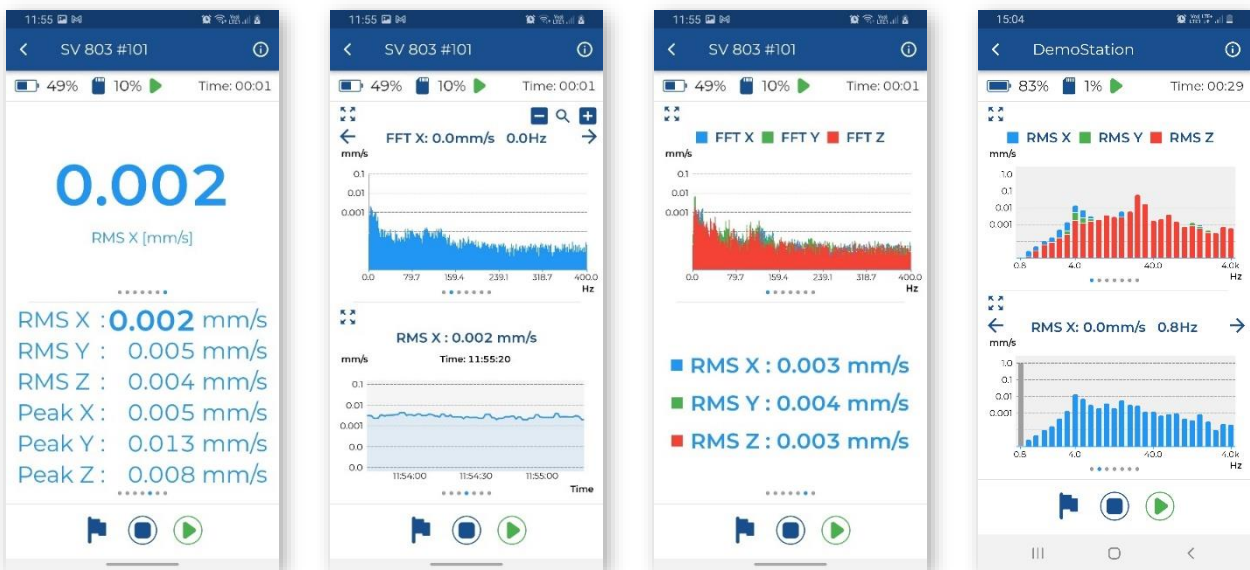 11:55
SV 803 #101
49% 10% Time: 00:01
0.002
RMS X [mm/s]
RMS X : 0.002 mm/s
RMS Y : 0.005 mm/s
RMS Z : 0.004 mm/s
Peak X : 0.005 mm/s
Peak Y : 0.013 mm/s
Peak Z : 0.008 mm/s
11:55
SV 803 #101
49% 10% Time: 00:01
FFT X: 0.0mm/s 0.0Hz
mm/s
0.1
0.01
0.001
0.0 79.7 159.4 239.1 318.7 400.0
Hz
RMS X : 0.002 mm/s
mm/s Time: 11:55:20
0.1
0.01
0.001
0.0
0.0
11:54:00 11:54:30 11:55:00
Time
11:55
SV 803 #101
49% 10% Time: 00:01
FFT X FFT Y FFT Z
mm/s
0.1
0.01
0.001
0.0 79.7 159.4 239.1 318.7 400.0
Hz
RMS X : 0.003 mm/s
RMS Y : 0.004 mm/s
RMS Z : 0.003 mm/s
15:04
DemoStation
83% 1% Time: 00:29
RMS X RMS Y RMS Z
mm/s
1.0
0.1
0.01
0.001
0.8 4.0 40.0 4.0k
Hz
RMS X: 0.0mm/s 0.8Hz
mm/s
1.0
0.1
0.01
0.001
0.8 4.0 40.0 4.0k
Hz